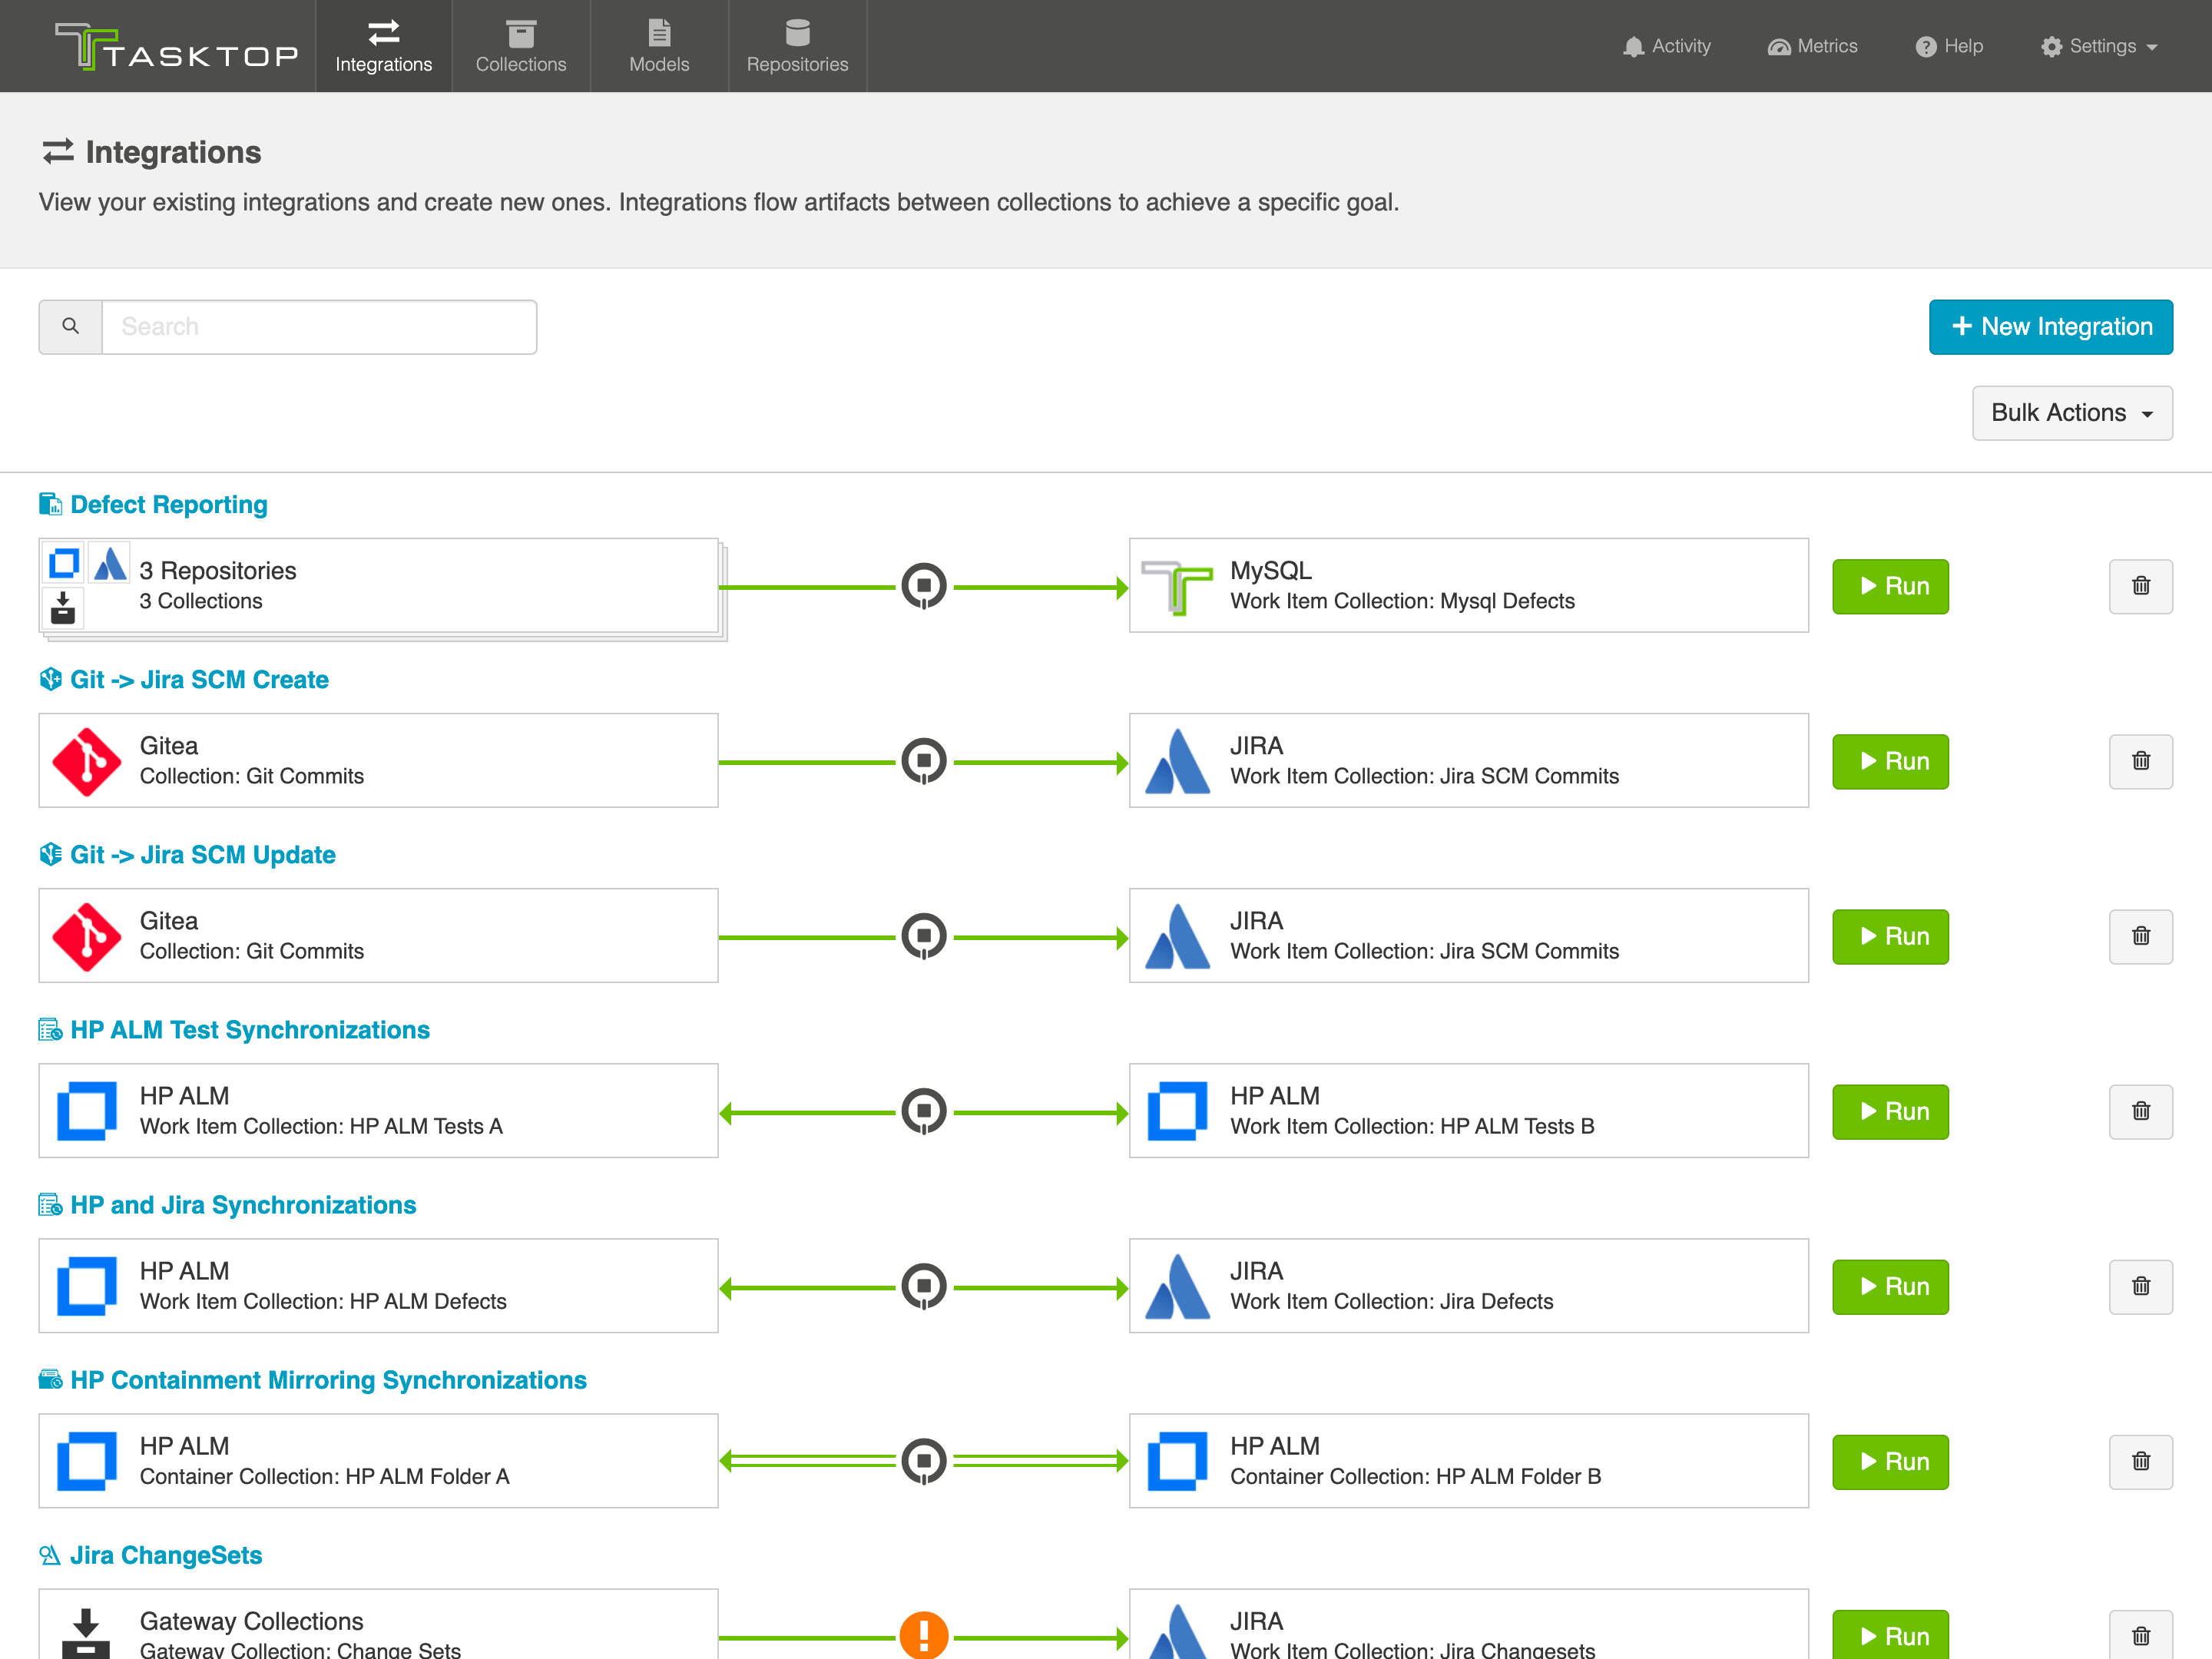 TASKTOP
Integrations
Collections
Models
Repositories
Activity
Metrics
Help
Settings
Integrations
View your existing integrations and create new ones. Integrations flow artifacts between collections to achieve a specific goal.
Search
New Integration
Bulk Actions
Defect Reporting
3 Repositories
3 Collections
MySQL
Work Item Collection: Mysql Defects
Run
Git -> Jira SCM Create
Gitea
Collection: Git Commits
JIRA
Work Item Collection: Jira SCM Commits
Run
Git -> Jira SCM Update
Gitea
Collection: Git Commits
JIRA
Work Item Collection: Jira SCM Commits
Run
HP ALM Test Synchronizations
HP ALM
Work Item Collection: HP ALM Tests A
HP ALM
Work Item Collection: HP ALM Tests B
Run
HP and Jira Synchronizations
HP ALM
Work Item Collection: HP ALM Defects
JIRA
Work Item Collection: Jira Defects
Run
HP Containment Mirroring Synchronizations
HP ALM
Container Collection: HP ALM Folder A
HP ALM
Container Collection: HP ALM Folder B
Run
Jira ChangeSets
Gateway Collections
Gateway Collection: Change Sets
JIRA
Work Item Collection: Jira Changesets
Run